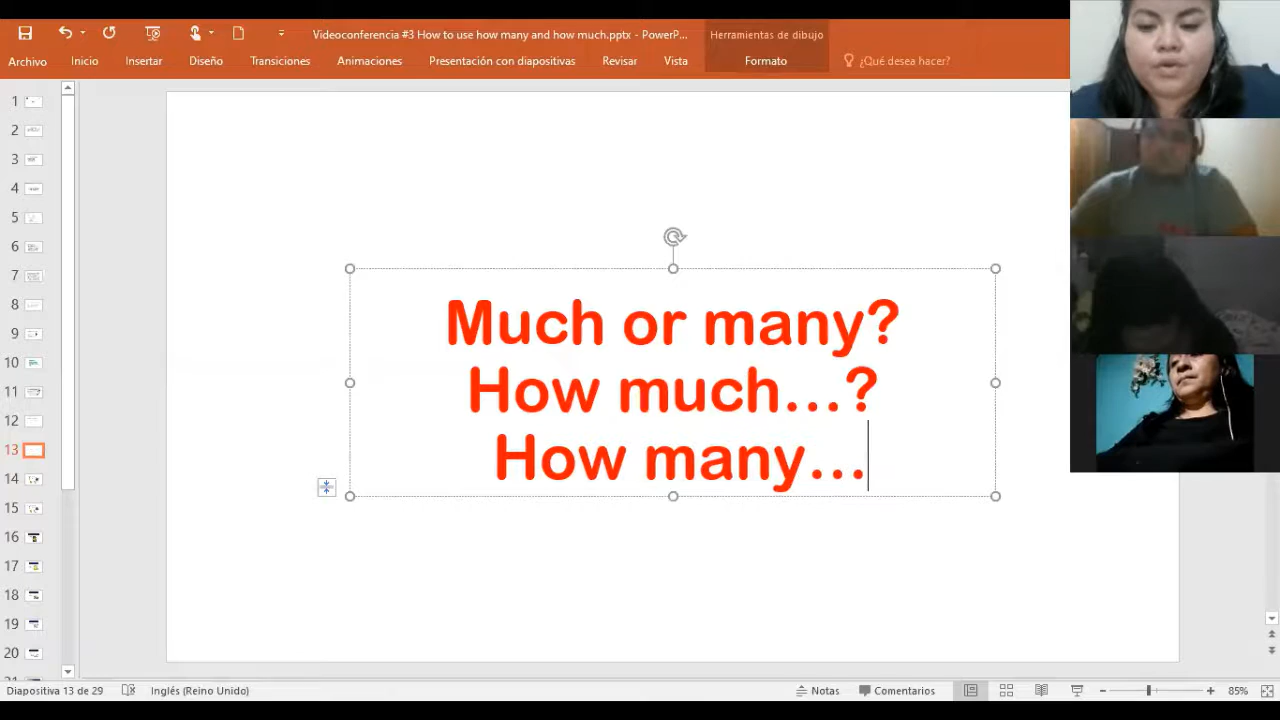 Videoconferencia #3 How to use how many and how much.pptx - PowerP...
Herramientas de dibujo
Archivo
Inicio
Insertar
Diseño
Transiciones
Animaciones
Presentación con diapositivas
Revisar
Vista
Formato
¿Qué desea hacer?
1
2
3
4
5
6
7
8
9
10
11
12
13
14
15
16
17
18
19
20
Much or many?
How much...?
How many...
Diapositiva 13 de 29
Inglés (Reino Unido)
Notas
Comentarios
85%